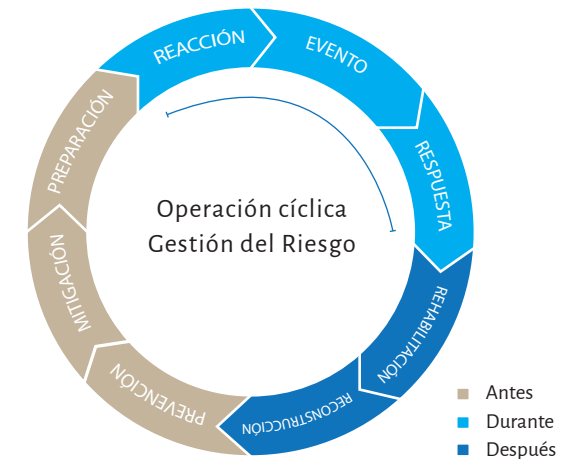 REACCIÓN
EVENTO
RESPUESTA
REHABILITACIÓN
RECONSTRUCCIÓN
PREVENCIÓN
MITIGACIÓN
PREPARACIÓN
Operación cíclica
Gestión del Riesgo
Antes
Durante
Después